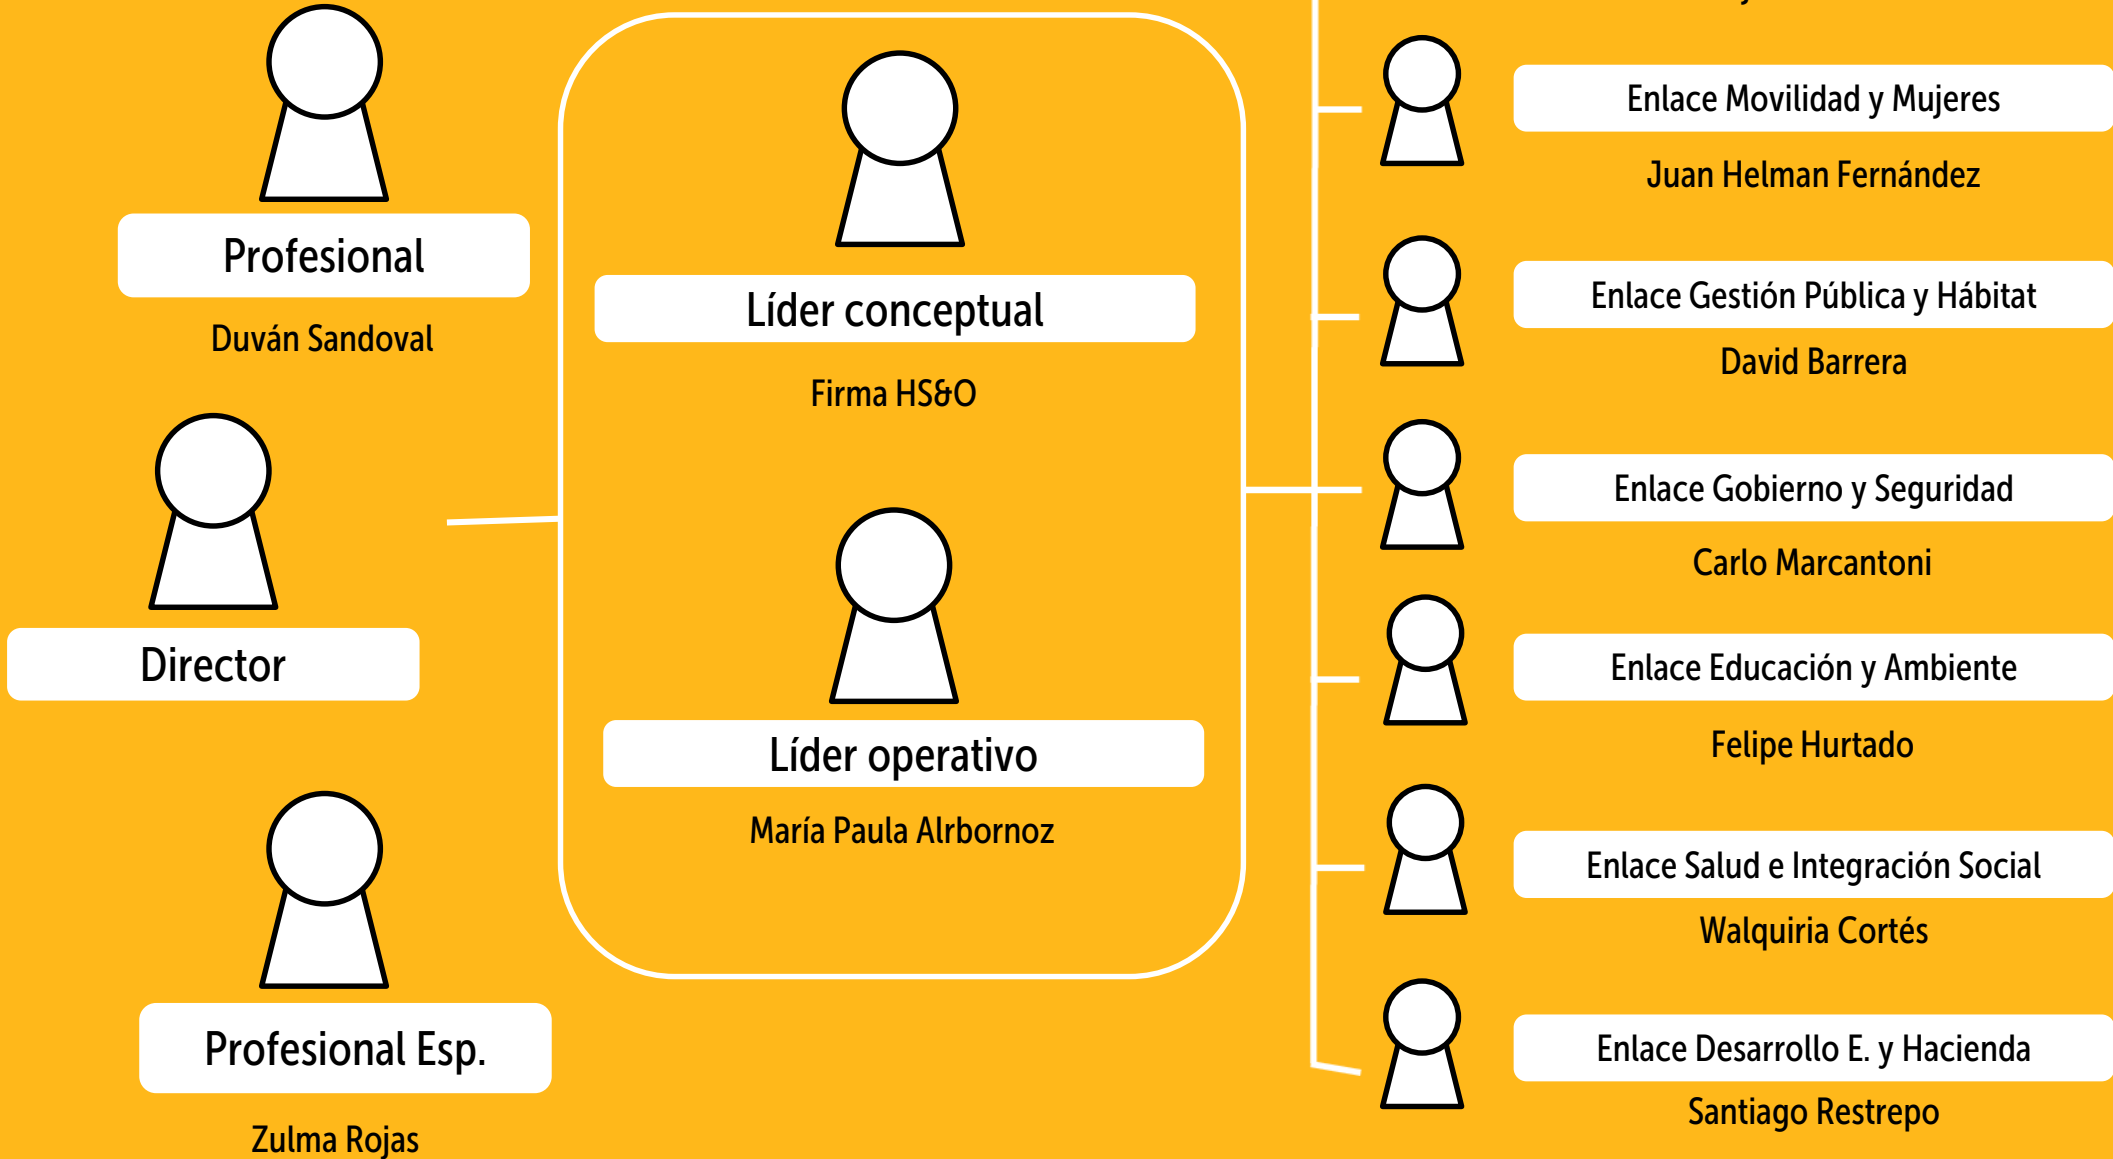 Profesional
Duván Sandoval
Director
Profesional Esp.
Zulma Rojas
Líder conceptual
Firma HS&O
Líder operativo
María Paula Alrbornoz
Enlace Movilidad y Mujeres
Juan Helman Fernández
Enlace Gestión Pública y Hábitat
David Barrera
Enlace Gobierno y Seguridad
Carlo Marcantoni
Enlace Educación y Ambiente
Felipe Hurtado
Enlace Salud e Integración Social
Walquiria Cortés
Enlace Desarrollo E. y Hacienda
Santiago Restrepo